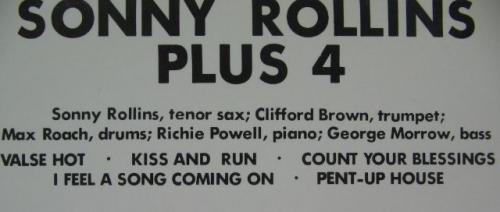 SONNY ROLLINS
PLUS 4
Sonny Rollins, tenor sax; Clifford Brown, trumpet;
Max Roach, drums; Richie Powell, piano; George Morrow, bass
VALSE HOT · KISS AND RUN · COUNT YOUR BLESSINGS
I FEEL A SONG COMING ON · PENT-UP HOUSE